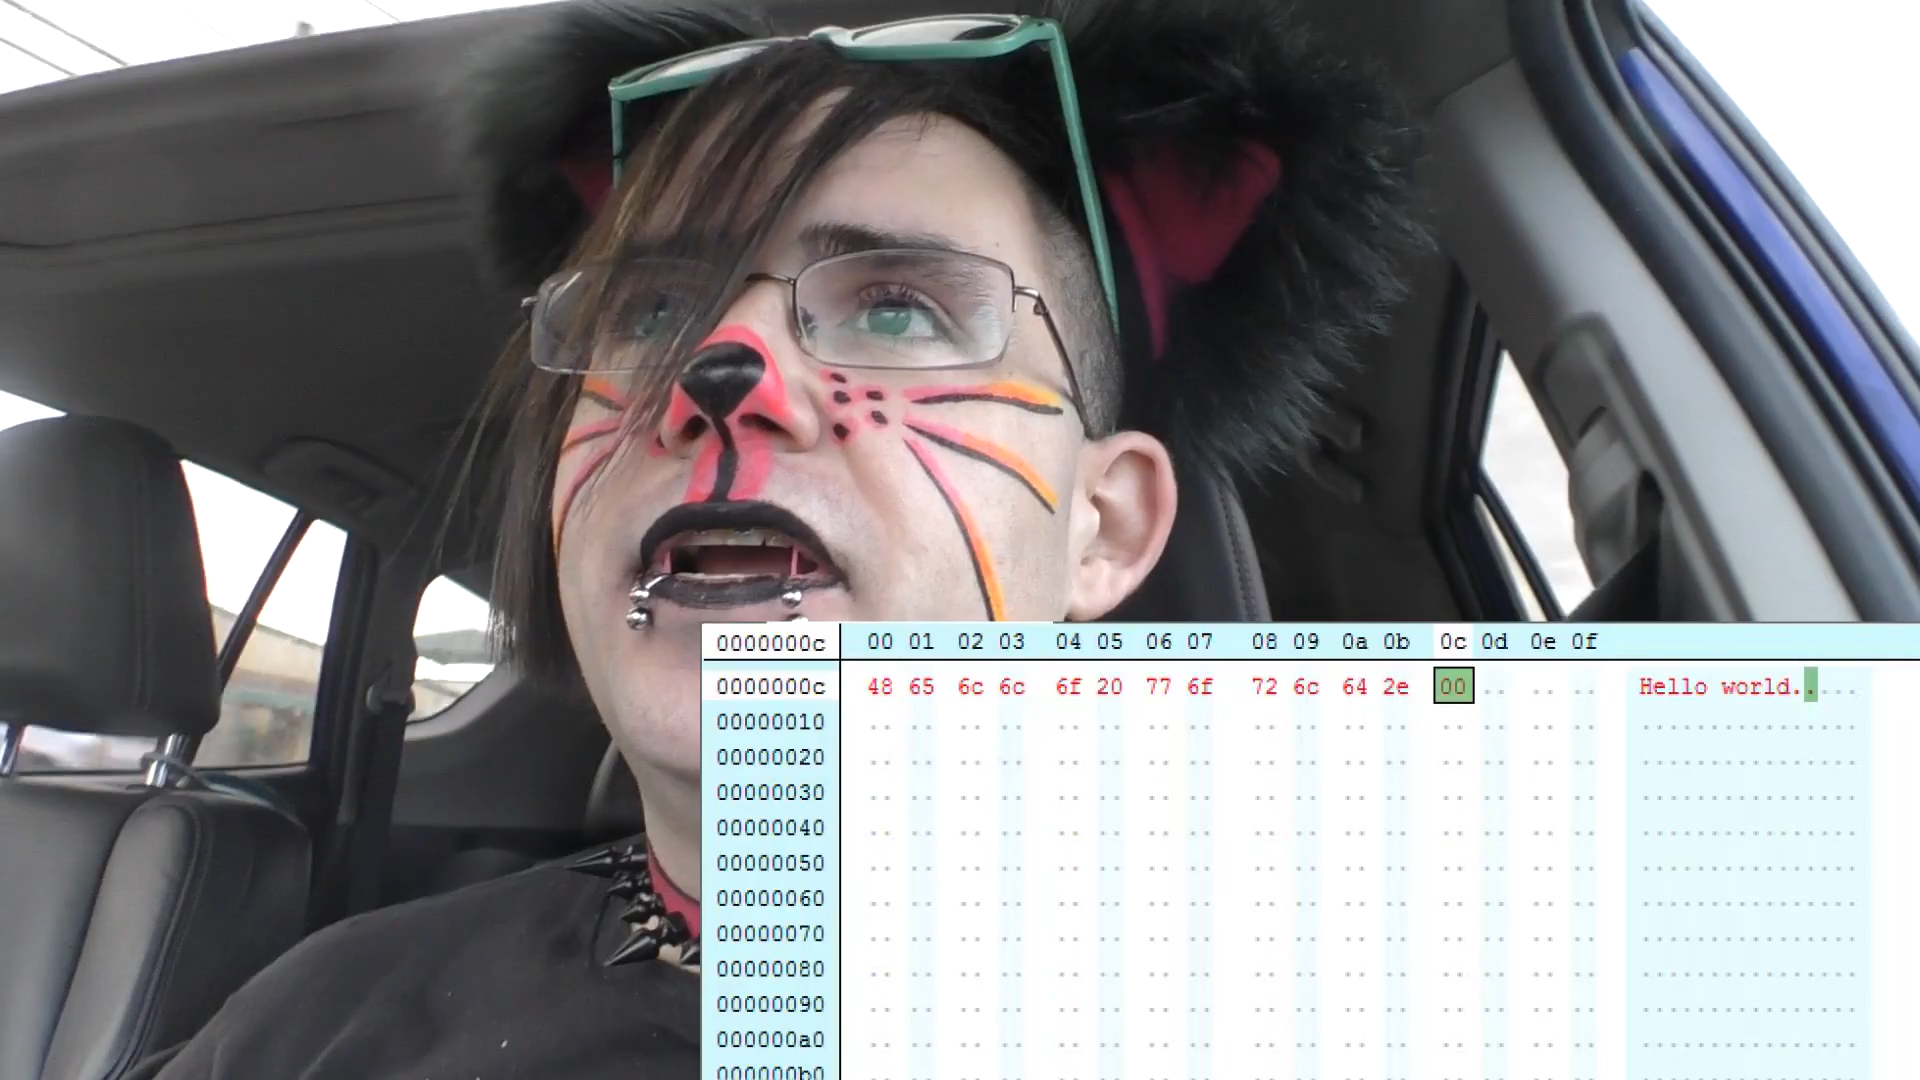 0000000c 00 01 02 03 04 05 06 07 08 09 0a 0b 0c 0d 0e 0f
0000000c 48 65 6c 6c 6f 20 77 6f 72 6c 64 2e 00 .. .. .. Hello world.....
00000010 .. .. .. .. .. .. .. .. .. .. .. .. .. .. .. .. ................
00000020 .. .. .. .. .. .. .. .. .. .. .. .. .. .. .. .. ................
00000030 .. .. .. .. .. .. .. .. .. .. .. .. .. .. .. .. ................
00000040 .. .. .. .. .. .. .. .. .. .. .. .. .. .. .. .. ................
00000050 .. .. .. .. .. .. .. .. .. .. .. .. .. .. .. .. ................
00000060 .. .. .. .. .. .. .. .. .. .. .. .. .. .. .. .. ................
00000070 .. .. .. .. .. .. .. .. .. .. .. .. .. .. .. .. ................
00000080 .. .. .. .. .. .. .. .. .. .. .. .. .. .. .. .. ................
00000090 .. .. .. .. .. .. .. .. .. .. .. .. .. .. .. .. ................
000000a0 .. .. .. .. .. .. .. .. .. .. .. .. .. .. .. .. ................
000000b0 .. .. .. .. .. .. .. .. .. .. .. .. .. .. .. .. ................